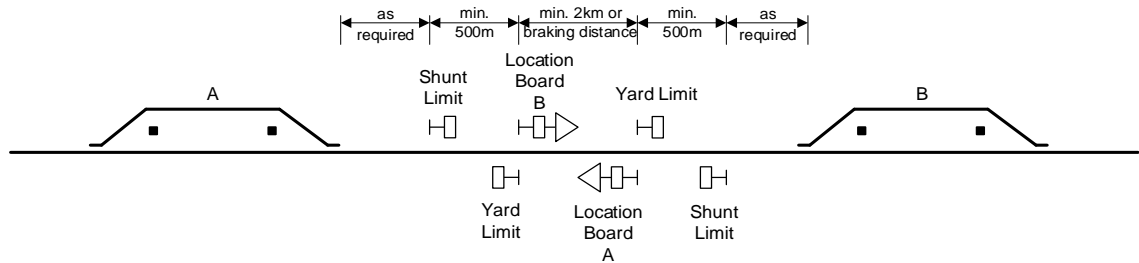 as
required
min.
500m
min. 2km or
braking distance
min.
500m
as
required
Shunt
Limit
Location
Board
B
Yard Limit
A
B
Yard
Limit
Location
Board
A
Shunt
Limit